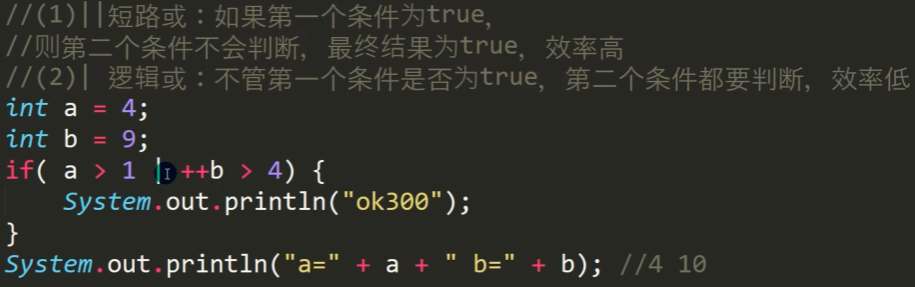 //(1)||短路或：如果第一个条件为true，
//则第二个条件不会判断，最终结果为true，效率高
//(2)| 逻辑或：不管第一个条件是否为true，第二个条件都要判断，效率低
int a = 4;
int b = 9;
if( a > 1 | ++b > 4) {
System.out.println("ok300");
}
System.out.println("a=" + a + " b=" + b); //4 10